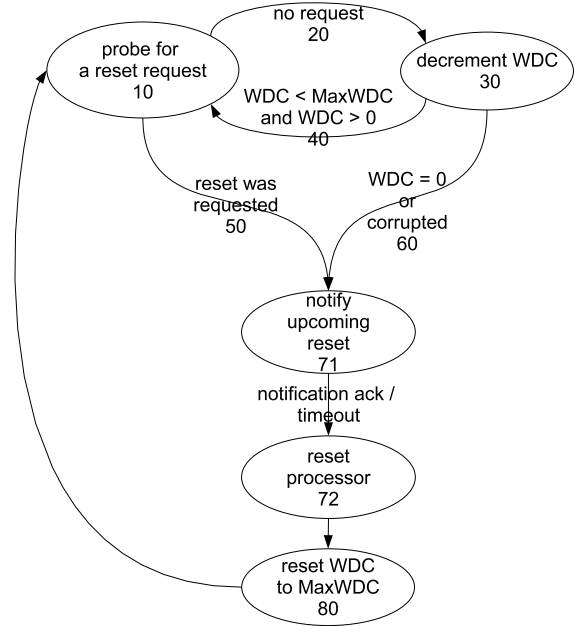 no request
20
probe for
a reset request
10
decrement WDC
30
WDC < MaxWDC
and WDC > 0
40
reset was
requested
50
WDC = 0
or
corrupted
60
notify
upcoming
reset
71
notification ack /
timeout
reset
processor
72
reset WDC
to MaxWDC
80